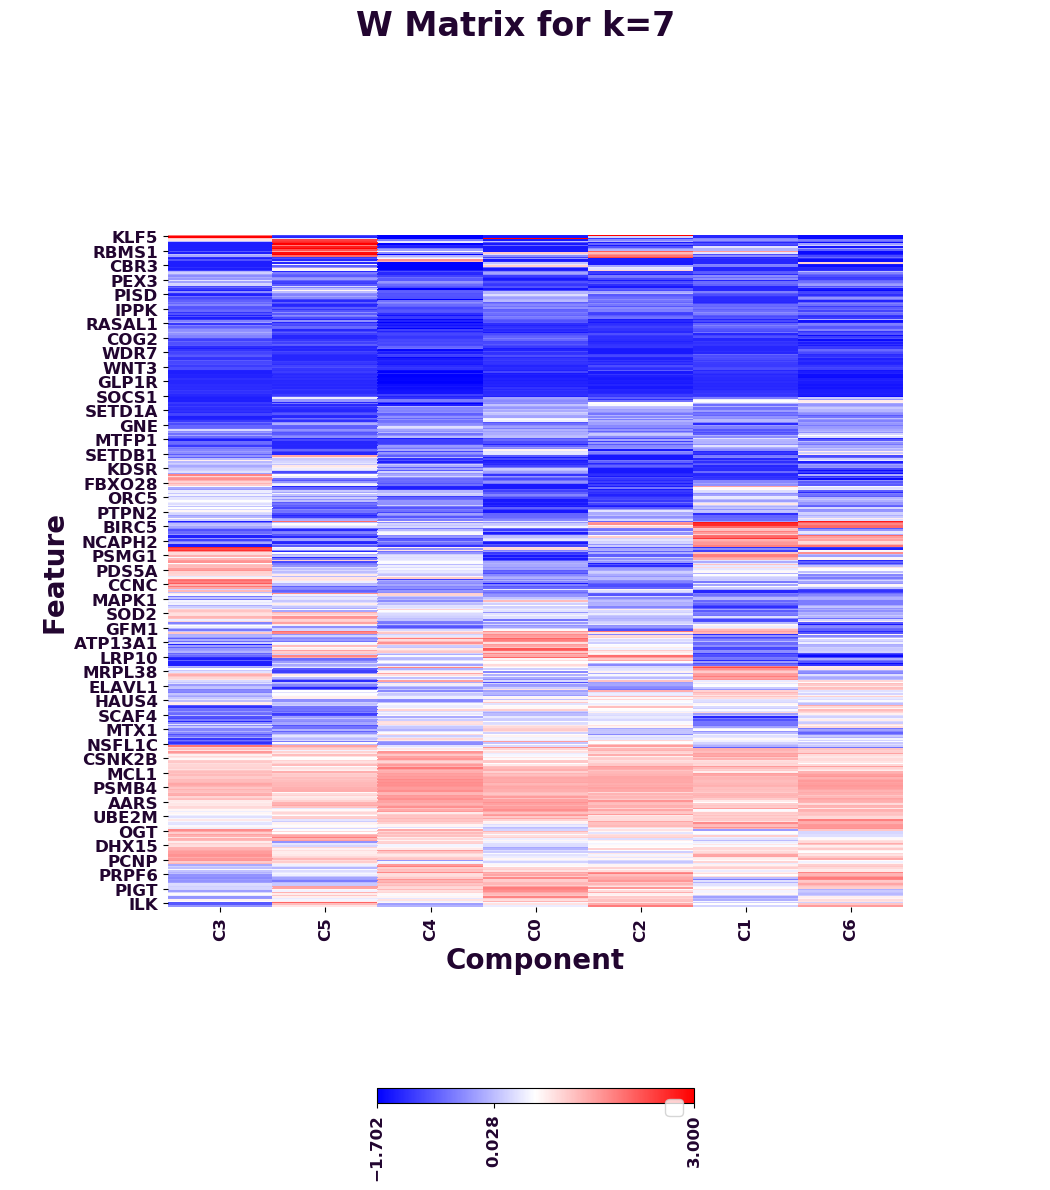 W Matrix for k=7
KLF5
RBMS1
CBR3
PEX3
PISD
IPPK
RASAL1
COG2
WDR7
WNT3
GLP1R
SOCS1
SETD1A
GNE
MTFP1
SETDB1
KDSR
FBXO28
ORC5
PTPN2
BIRC5
NCAPH2
PSMG1
PDS5A
CCNC
MAPK1
SOD2
GFM1
ATP13A1
LRP10
MRPL38
ELAVL1
HAUS4
SCAF4
MTX1
NSFL1C
CSNK2B
MCL1
PSMB4
AARS
UBE2M
OGT
DHX15
PCNP
PRPF6
PIGT
ILK
Feature
C3 C5 C4 C0 C2 C1 C6
Component
−1.702 0.028 3.000